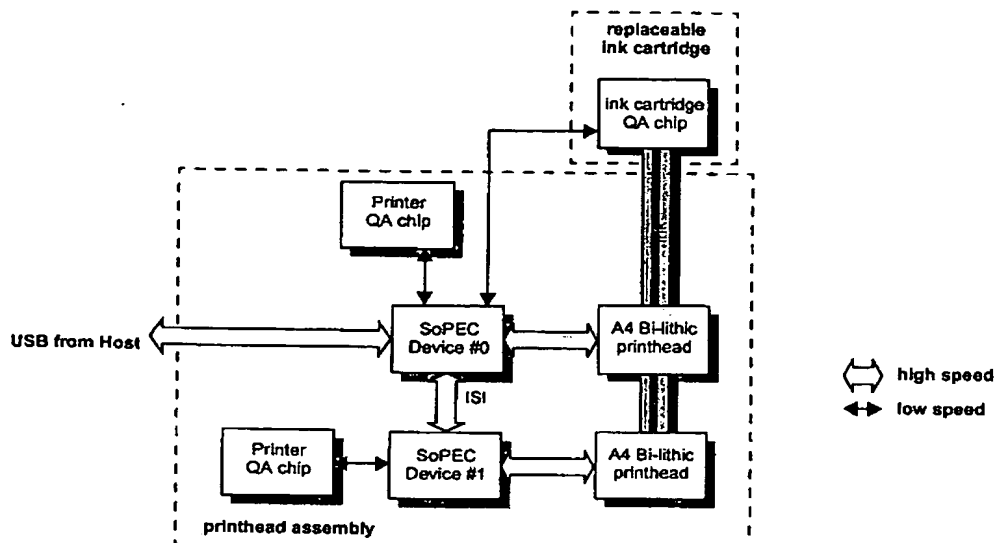 replaceable
ink cartridge
ink cartridge
QA chip
Printer
QA chip
USB from Host
SoPEC
Device #0
A4 Bi-lithic
printhead
high speed
low speed
ISI
Printer
QA chip
SoPEC
Device #1
A4 Bi-lithic
printhead
printhead assembly